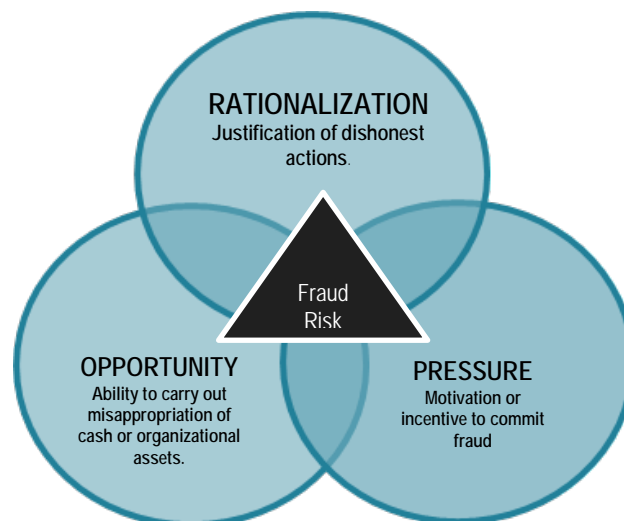 RATIONALIZATION
Justification of dishonest
actions.
Fraud
Risk
OPPORTUNITY
Ability to carry out
misappropriation of
cash or organizational
assets.
PRESSURE
Motivation or
incentive to commit
fraud